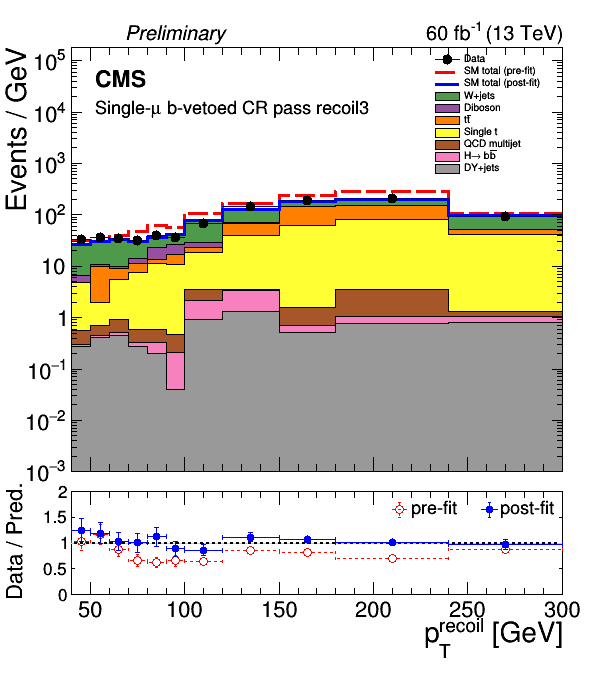 Preliminary 60 fb⁻¹ (13 TeV)
CMS
Single-μ b-vetoed CR pass recoil3
Data
SM total (pre-fit)
SM total (post-fit)
W+jets
Diboson
tt̅
Single t
QCD multijet
H→ bb̅
DY+jets
Events / GeV
10⁵
10⁴
10³
10²
10
1
10⁻¹
10⁻²
10⁻³
pre-fit post-fit
Data / Pred.
2
1.5
1
0.5
0
50 100 150 200 250 300
p_T^recoil [GeV]